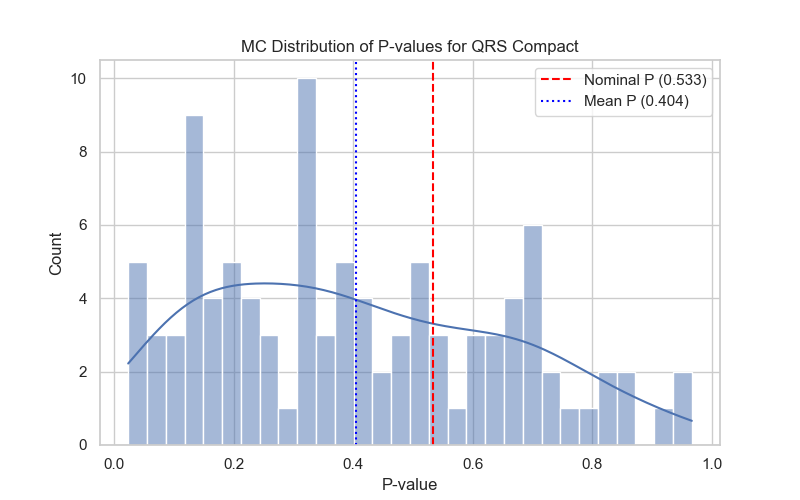 MC Distribution of P-values for QRS Compact
Nominal P (0.533)
Mean P (0.404)
10
8
6
4
2
0
Count
0.0 0.2 0.4 0.6 0.8 1.0
P-value